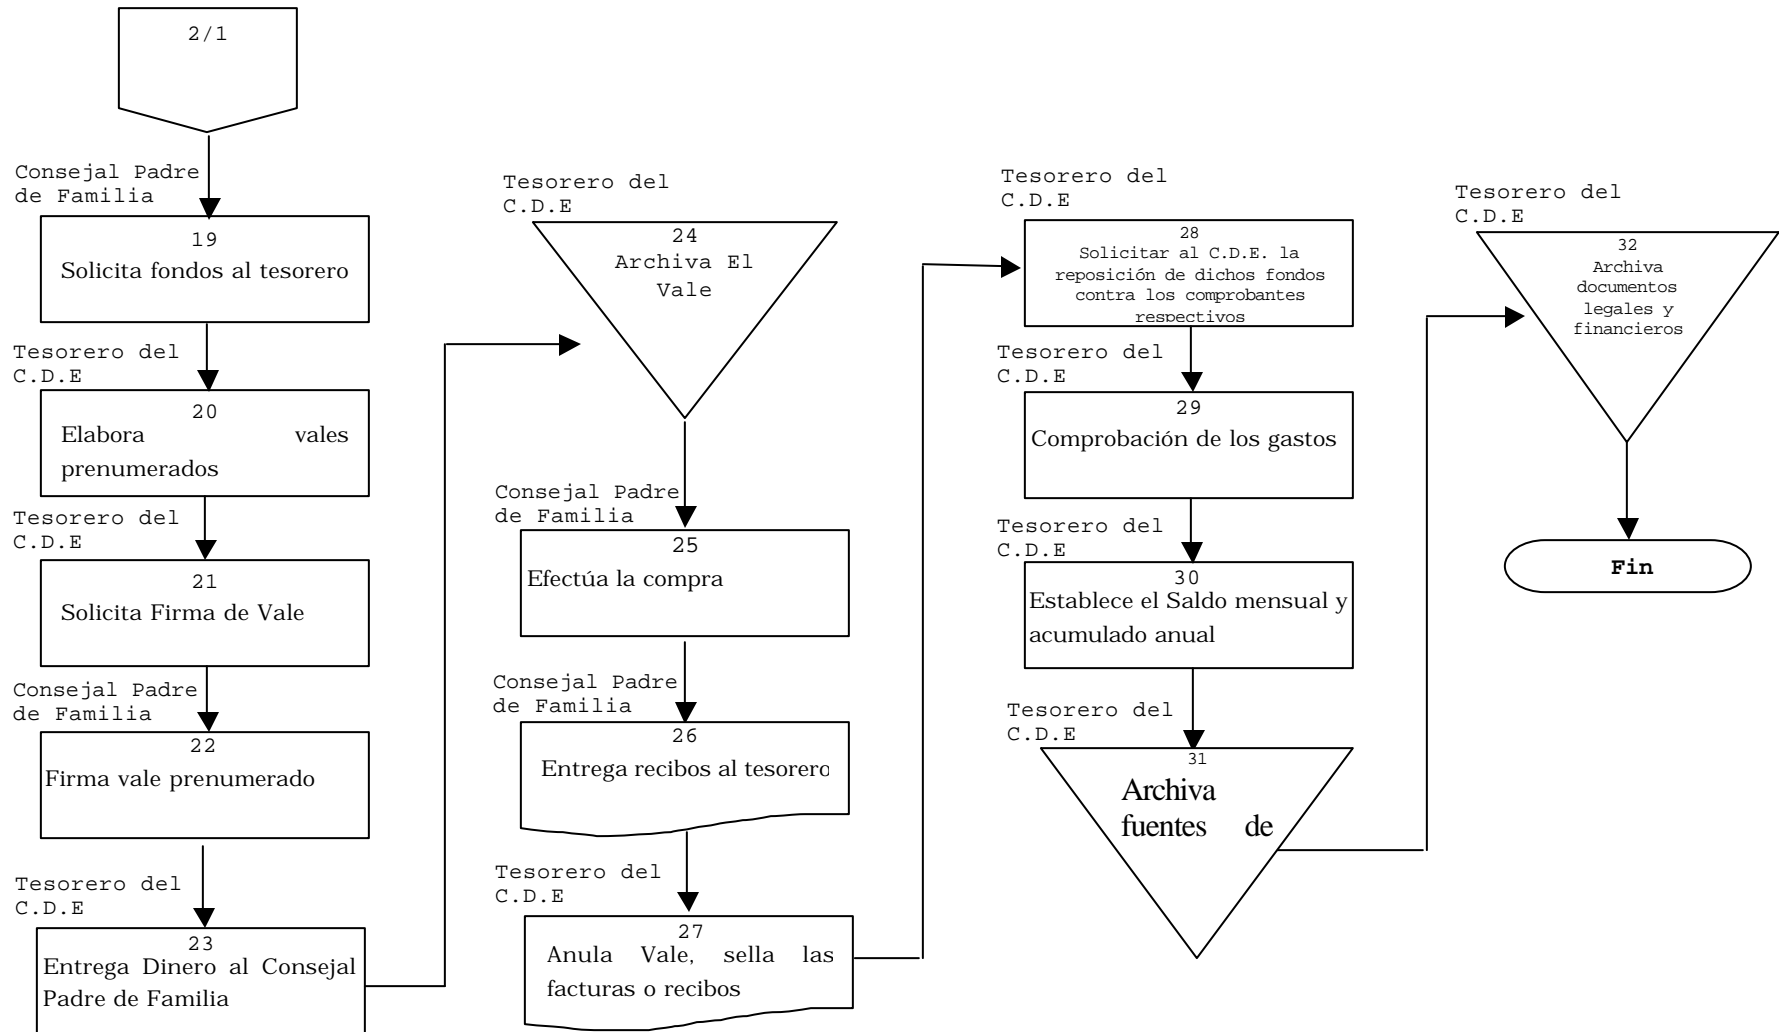 2/1
Consejal Padre
de Familia
19
Solicita fondos al tesorero
Tesorero del
C.D.E
20
Elabora vales
prenumerados
Tesorero del
C.D.E
21
Solicita Firma de Vale
Consejal Padre
de Familia
22
Firma vale prenumerado
Tesorero del
C.D.E
23
Entrega Dinero al Consejal
Padre de Familia
Tesorero del
C.D.E
24
Archiva El
Vale
Consejal Padre
de Familia
25
Efectúa la compra
Consejal Padre
de Familia
26
Entrega recibos al tesorero
Tesorero del
C.D.E
27
Anula Vale, sella las
facturas o recibos
Tesorero del
C.D.E
28
Solicitar al C.D.E. la
reposición de dichos fondos
contra los comprobantes
respectivos
Tesorero del
C.D.E
29
Comprobación de los gastos
Tesorero del
C.D.E
30
Establece el Saldo mensual y
acumulado anual
Tesorero del
C.D.E
31
Archiva
fuentes de
Tesorero del
C.D.E
32
Archiva
documentos
legales y
financieros
Fin